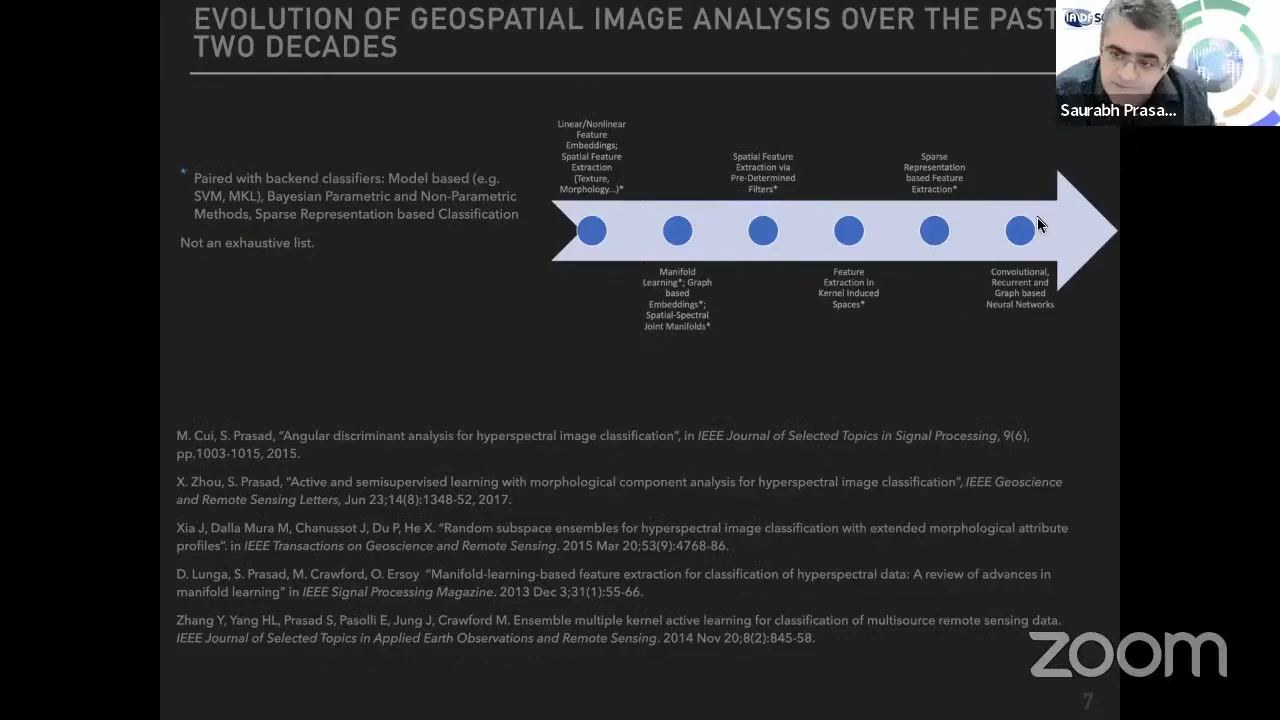 EVOLUTION OF GEOSPATIAL IMAGE ANALYSIS OVER THE PAST
TWO DECADES
Saurabh Prasa...
* Paired with backend classifiers: Model based (e.g.
SVM, MKL), Bayesian Parametric and Non-Parametric
Methods, Sparse Representation based Classification
Not an exhaustive list.
Linear/Nonlinear
Feature
Embeddings;
Spatial Feature
Extraction
(Texture,
Morphology...)*
Manifold
Learning*; Graph
based
Embeddings*;
Spatial-Spectral
Joint Manifolds*
Spatial Feature
Extraction via
Pre-Determined
Filters*
Feature
Extraction in
Kernel Induced
Spaces*
Sparse
Representation
based Feature
Extraction*
Convolutional,
Recurrent and
Graph based
Neural Networks
M. Cui, S. Prasad, “Angular discriminant analysis for hyperspectral image classification”, in IEEE Journal of Selected Topics in Signal Processing, 9(6),
pp.1003-1015, 2015.
X. Zhou, S. Prasad, “Active and semisupervised learning with morphological component analysis for hyperspectral image classification”, IEEE Geoscience
and Remote Sensing Letters, Jun 23;14(8):1348-52, 2017.
Xia J, Dalla Mura M, Chanussot J, Du P, He X. “Random subspace ensembles for hyperspectral image classification with extended morphological attribute
profiles”. in IEEE Transactions on Geoscience and Remote Sensing. 2015 Mar 20;53(9):4768-86.
D. Lunga, S. Prasad, M. Crawford, O. Ersoy “Manifold-learning-based feature extraction for classification of hyperspectral data: A review of advances in
manifold learning” in IEEE Signal Processing Magazine. 2013 Dec 3;31(1):55-66.
Zhang Y, Yang HL, Prasad S, Pasolli E, Jung J, Crawford M. Ensemble multiple kernel active learning for classification of multisource remote sensing data.
IEEE Journal of Selected Topics in Applied Earth Observations and Remote Sensing. 2014 Nov 20;8(2):845-58.
zoom
7